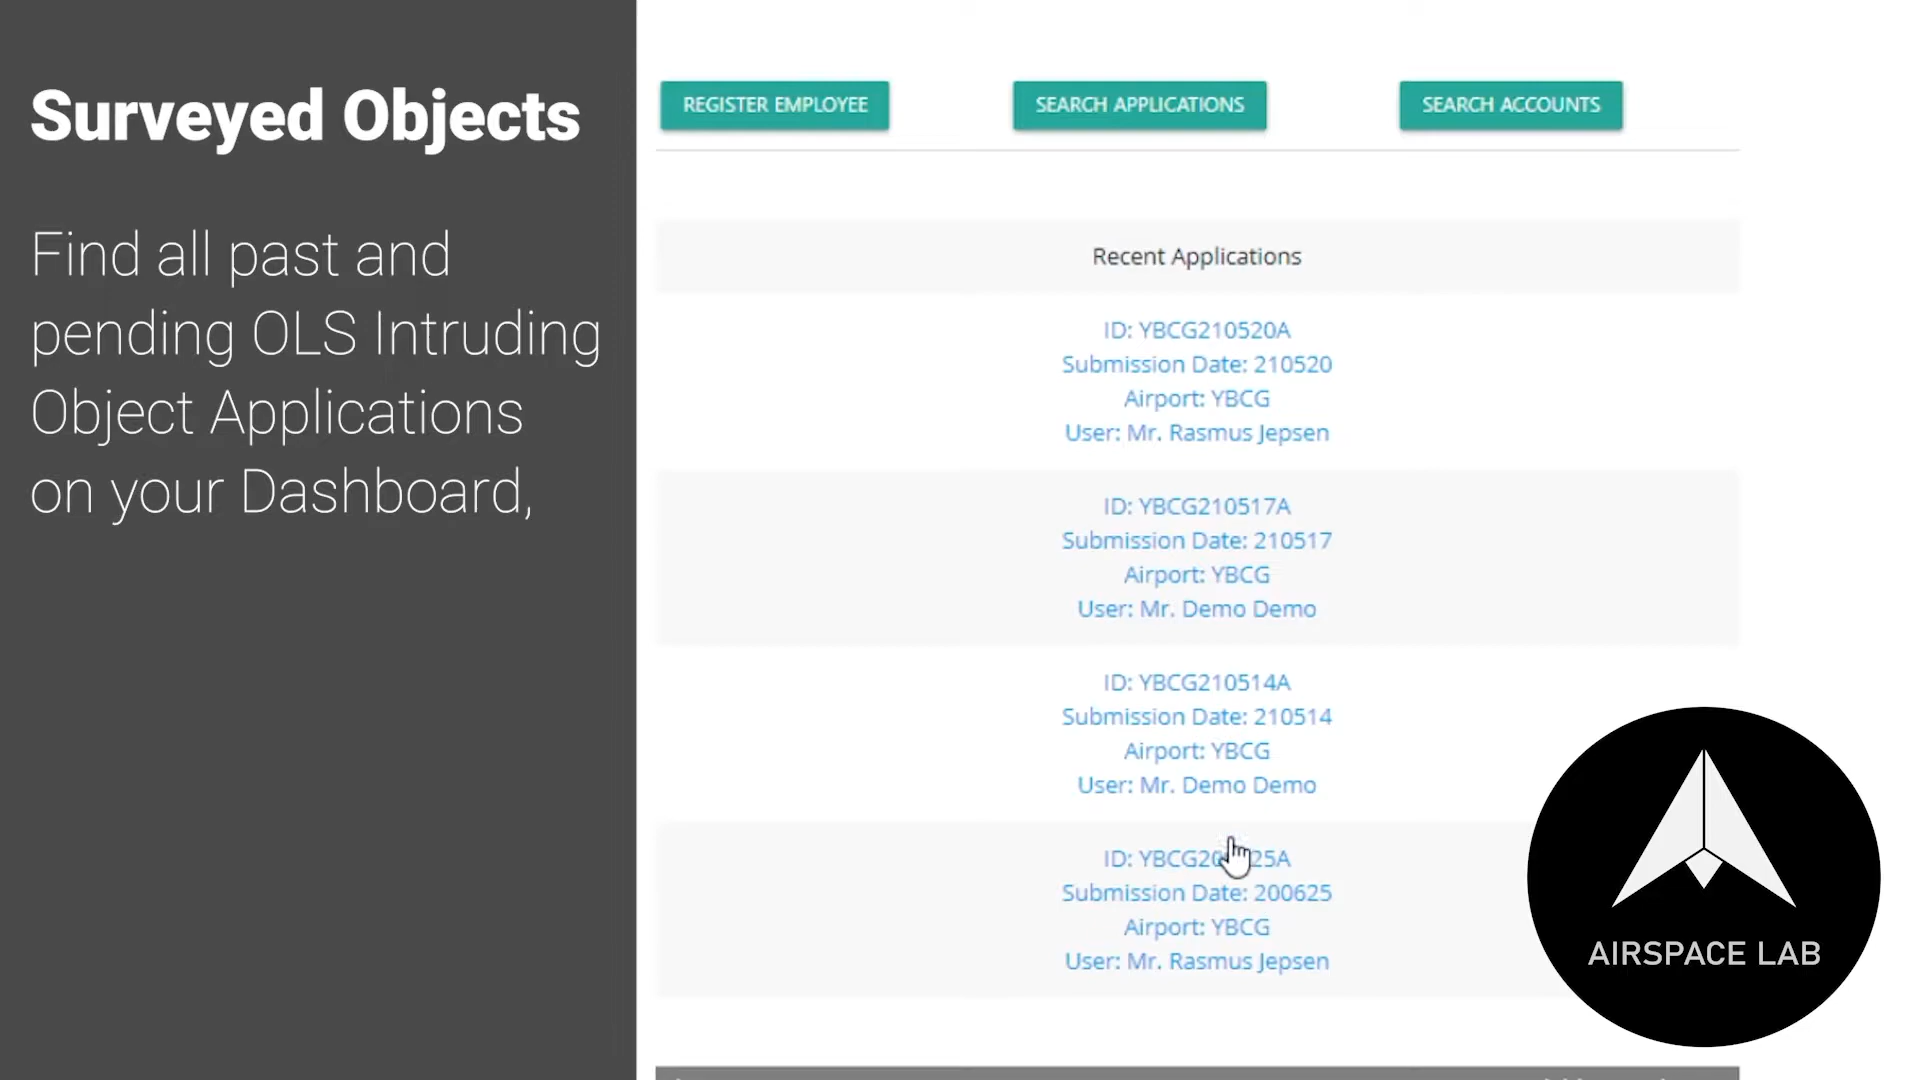 Surveyed Objects
Find all past and
pending OLS Intruding
Object Applications
on your Dashboard,
REGISTER EMPLOYEE
SEARCH APPLICATIONS
SEARCH ACCOUNTS
Recent Applications
ID: YBCG210520A
Submission Date: 210520
Airport: YBCG
User: Mr. Rasmus Jepsen
ID: YBCG210517A
Submission Date: 210517
Airport: YBCG
User: Mr. Demo Demo
ID: YBCG210514A
Submission Date: 210514
Airport: YBCG
User: Mr. Demo Demo
ID:
Submission Date: 200625
Airport: YBCG
User: Mr. Rasmus Jepsen
AIRSPACE LAB